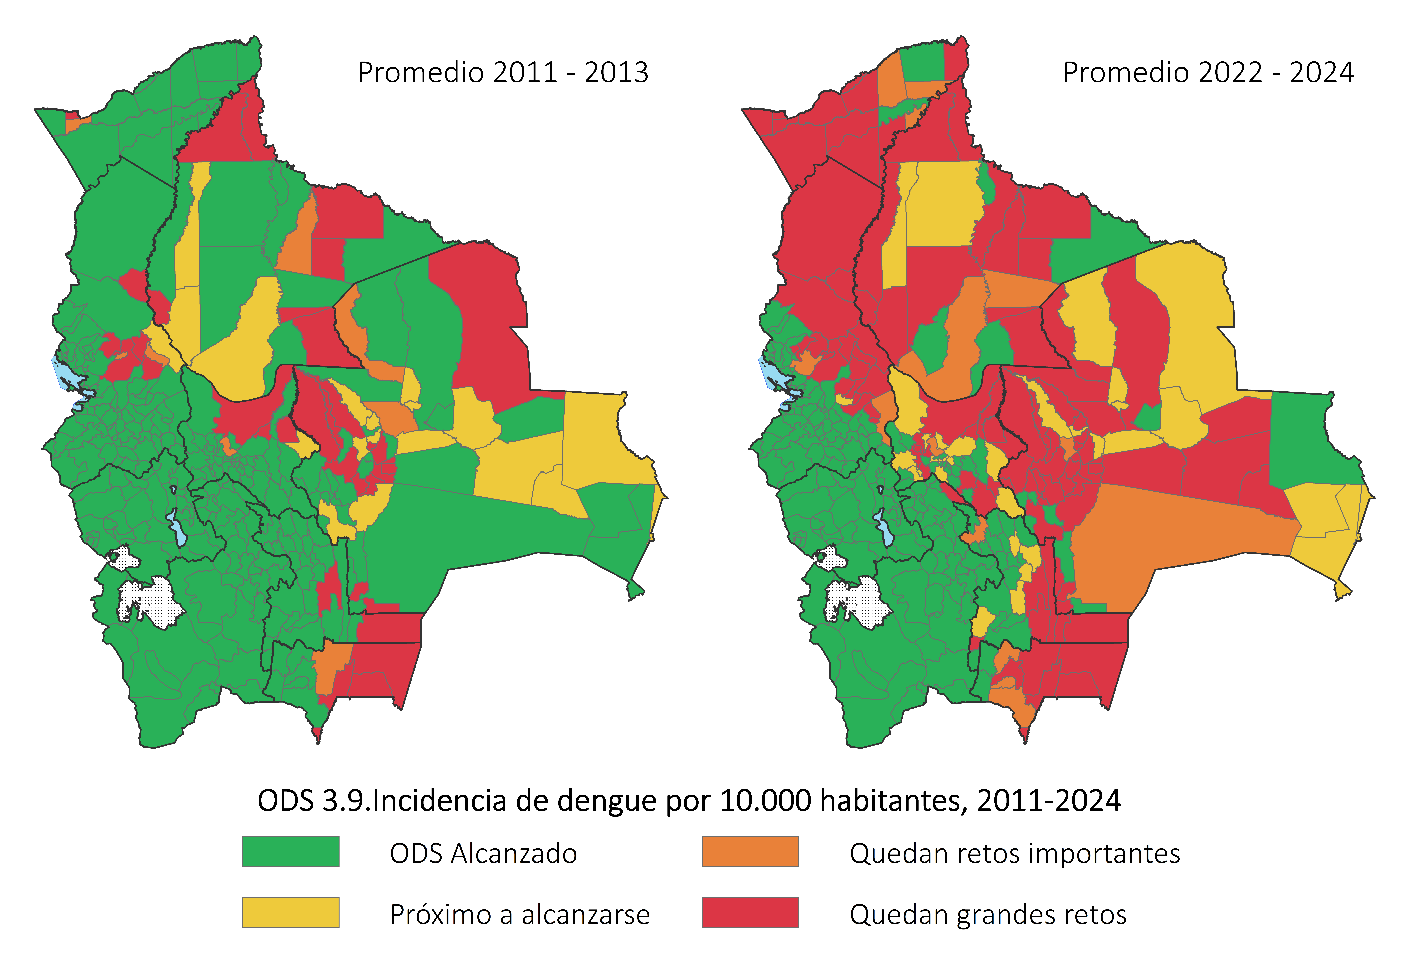 Promedio 2011 - 2013
Promedio 2022 - 2024
ODS 3.9.Incidencia de dengue por 10.000 habitantes, 2011-2024
ODS Alcanzado
Quedan retos importantes
Próximo a alcanzarse
Quedan grandes retos